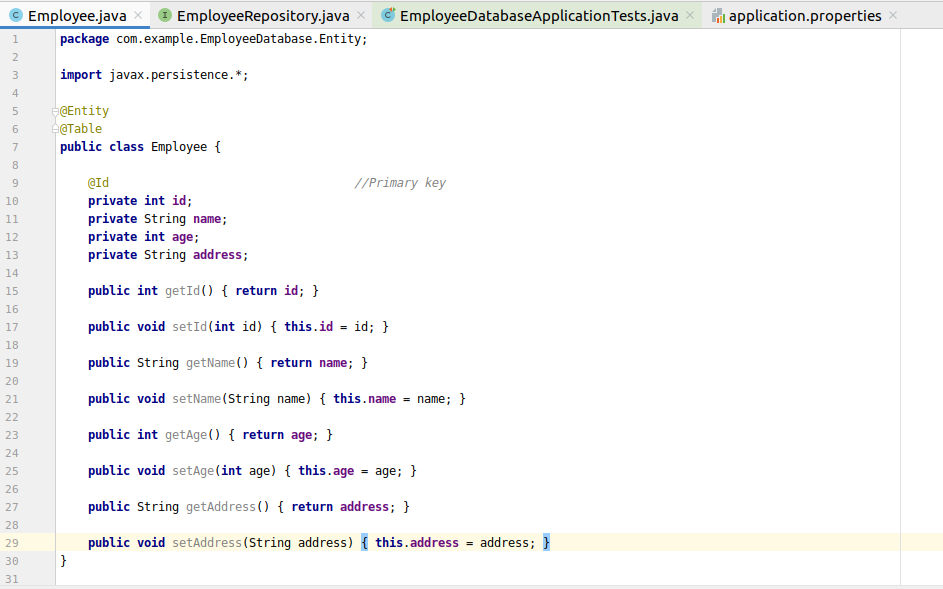 Employee.java × EmployeeRepository.java × EmployeeDatabaseApplicationTests.java × application.properties ×
1 package com.example.EmployeeDatabase.Entity;
2
3 import javax.persistence.*;
4
5 @Entity
6 @Table
7 public class Employee {
8
9 @Id //Primary key
10 private int id;
11 private String name;
12 private int age;
13 private String address;
14
15 public int getId() { return id; }
16
17 public void setId(int id) { this.id = id; }
18
19 public String getName() { return name; }
20
21 public void setName(String name) { this.name = name; }
22
23 public int getAge() { return age; }
24
25 public void setAge(int age) { this.age = age; }
26
27 public String getAddress() { return address; }
28
29 public void setAddress(String address) { this.address = address; }
30 }
31